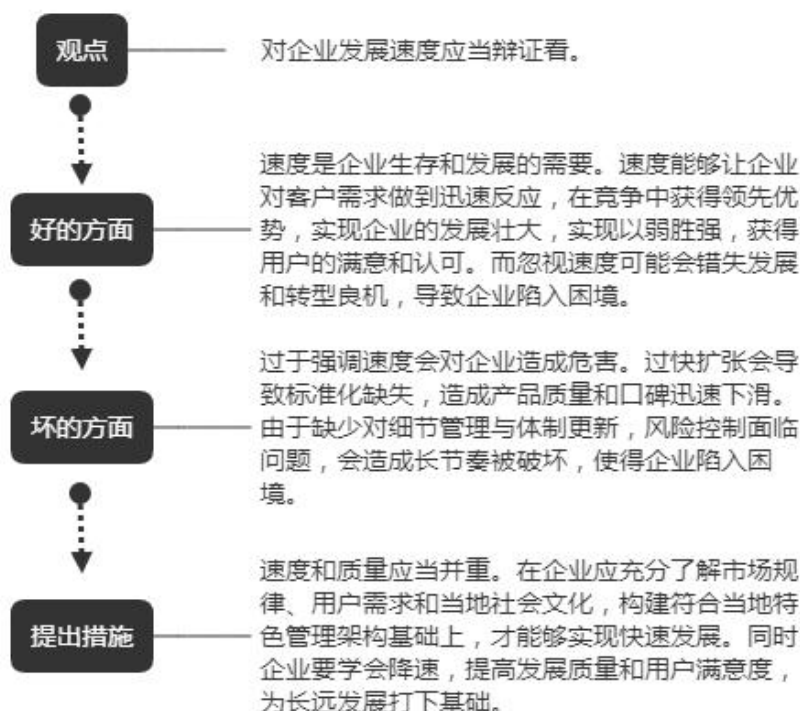 观点
对企业发展速度应当辩证看。
好的方面
速度是企业生存和发展的需要。速度能够让企业
对客户需求做到迅速反应，在竞争中获得领先优
势，实现企业的发展壮大，实现以弱胜强，获得
用户的满意和认可。而忽视速度可能会错失发展
和转型良机，导致企业陷入困境。
坏的方面
过于强调速度会对企业造成危害。过快扩张会导
致标准化缺失，造成产品质量和口碑迅速下滑。
由于缺少对细节管理与体制更新，风险控制面临
问题，会造成长节奏被破坏，使得企业陷入困
境。
提出措施
速度和质量应当并重。在企业应充分了解市场规
律、用户需求和当地社会文化，构建符合当地特
色管理架构基础上，才能够实现快速发展。同时
企业要学会降速，提高发展质量和用户满意度，
为长远发展打下基础。